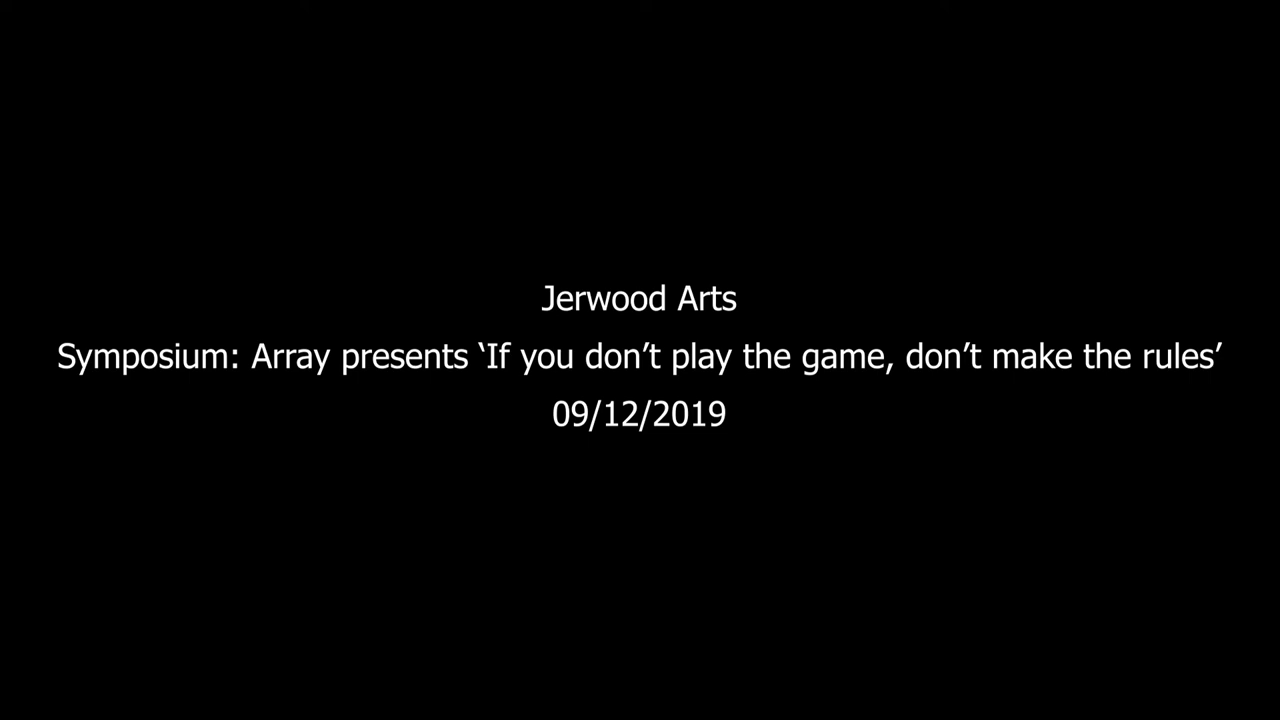 Jerwood Arts
Symposium: Array presents ‘If you don’t play the game, don’t make the rules’
09/12/2019